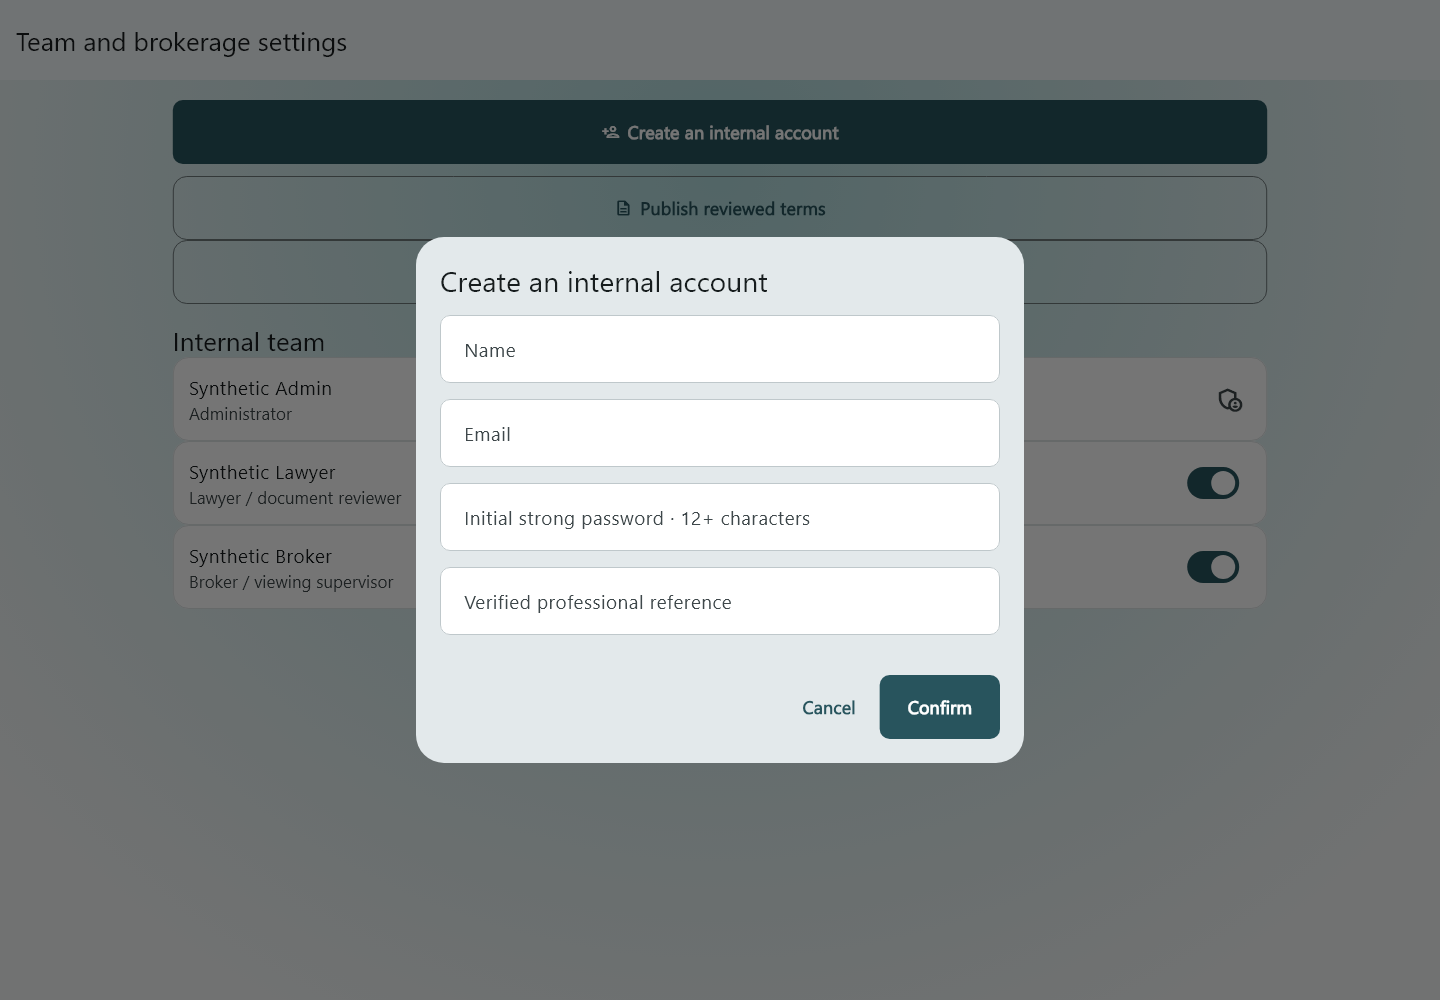 Team and brokerage settings
Create an internal account
Publish reviewed terms
Create an internal account
Name
Email
Initial strong password · 12+ characters
Verified professional reference
Cancel
Confirm
Internal team
Synthetic Admin
Administrator
Synthetic Lawyer
Lawyer / document reviewer
Synthetic Broker
Broker / viewing supervisor